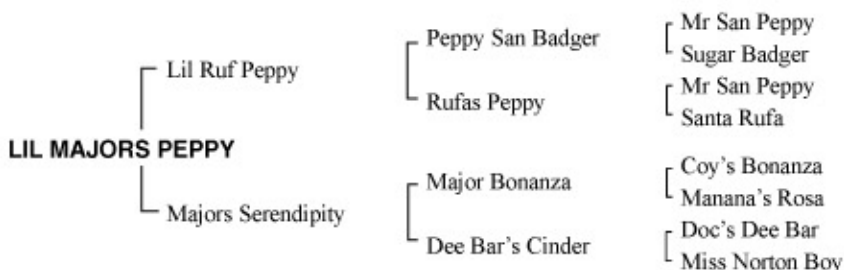 Mr San Peppy
Peppy San Badger
Sugar Badger
Lil Ruf Peppy
Mr San Peppy
Rufas Peppy
Santa Rufa
LIL MAJORS PEPPY
Coy's Bonanza
Major Bonanza
Manana's Rosa
Majors Serendipity
Doc's Dee Bar
Dee Bar's Cinder
Miss Norton Boy